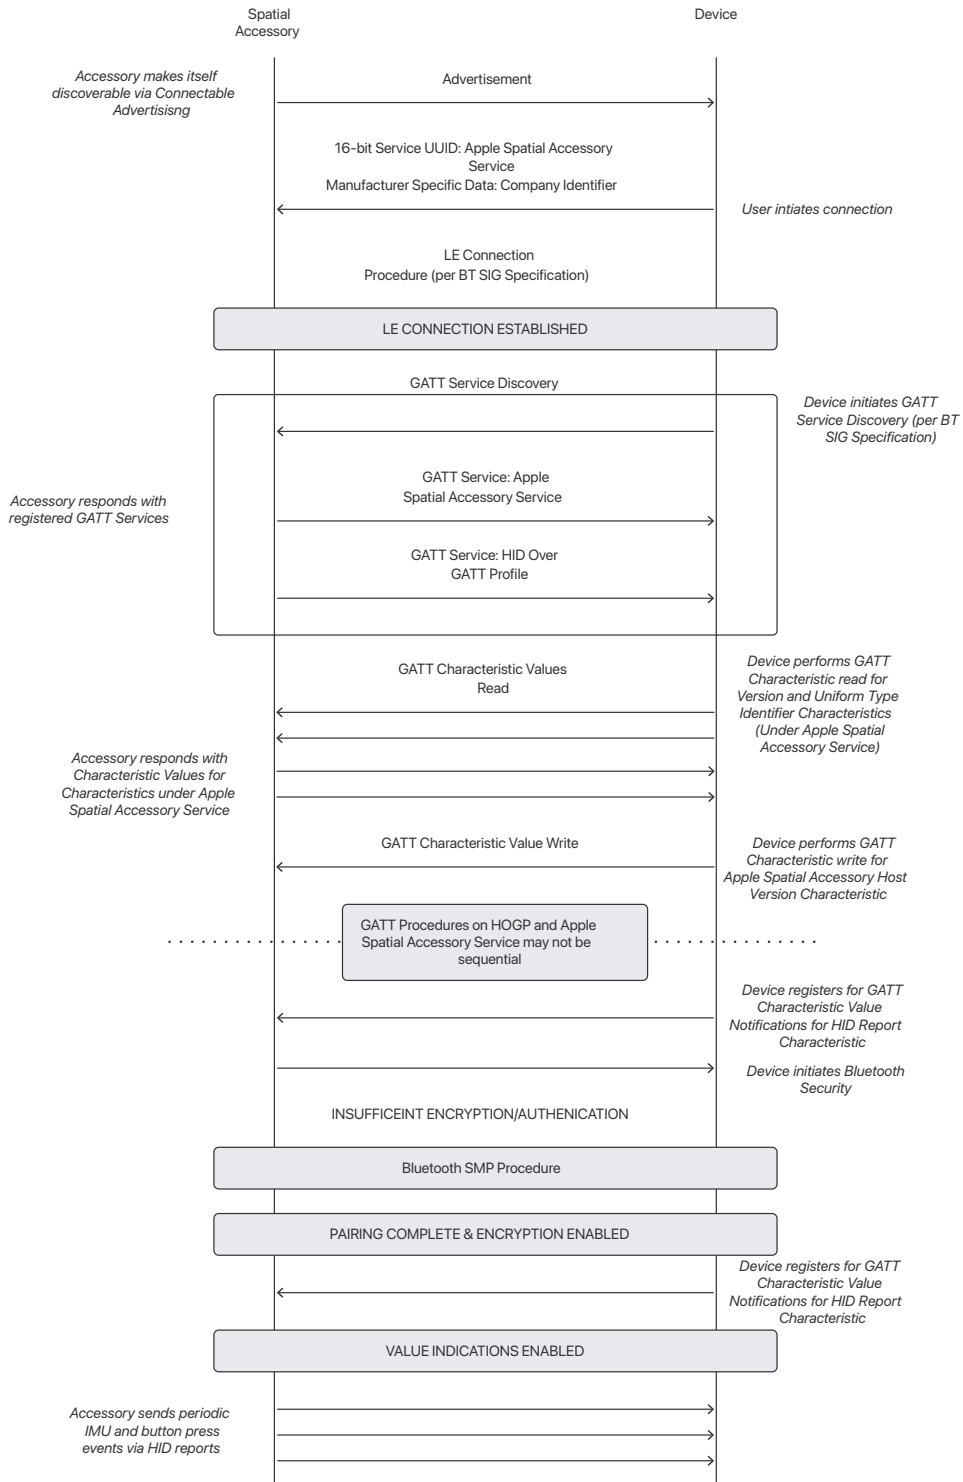 Spatial
Accessory
Device
Accessory makes itself
discoverable via Connectable
Advertisisng
Advertisement
16-bit Service UUID: Apple Spatial Accessory
Service
Manufacturer Specific Data: Company Identifier
User intiates connection
LE Connection
Procedure (per BT SIG Specification)
LE CONNECTION ESTABLISHED
GATT Service Discovery
Device initiates GATT
Service Discovery (per BT
SIG Specification)
GATT Service: Apple
Spatial Accessory Service
Accessory responds with
registered GATT Services
GATT Service: HID Over
GATT Profile
GATT Characteristic Values
Read
Device performs GATT
Characteristic read for
Version and Uniform Type
Identifier Characteristics
(Under Apple Spatial
Accessory Service)
Accessory responds with
Characteristic Values for
Characteristics under Apple
Spatial Accessory Service
GATT Characteristic Value Write
Device performs GATT
Characteristic write for
Apple Spatial Accessory Host
Version Characteristic
GATT Procedures on HOGP and Apple
Spatial Accessory Service may not be
sequential
Device registers for GATT
Characteristic Value
Notifications for HID Report
Characteristic
Device initiates Bluetooth
Security
INSUFFICEINT ENCRYPTION/AUTHENICATION
Bluetooth SMP Procedure
PAIRING COMPLETE & ENCRYPTION ENABLED
Device registers for GATT
Characteristic Value
Notifications for HID Report
Characteristic
VALUE INDICATIONS ENABLED
Accessory sends periodic
IMU and button press
events via HID reports